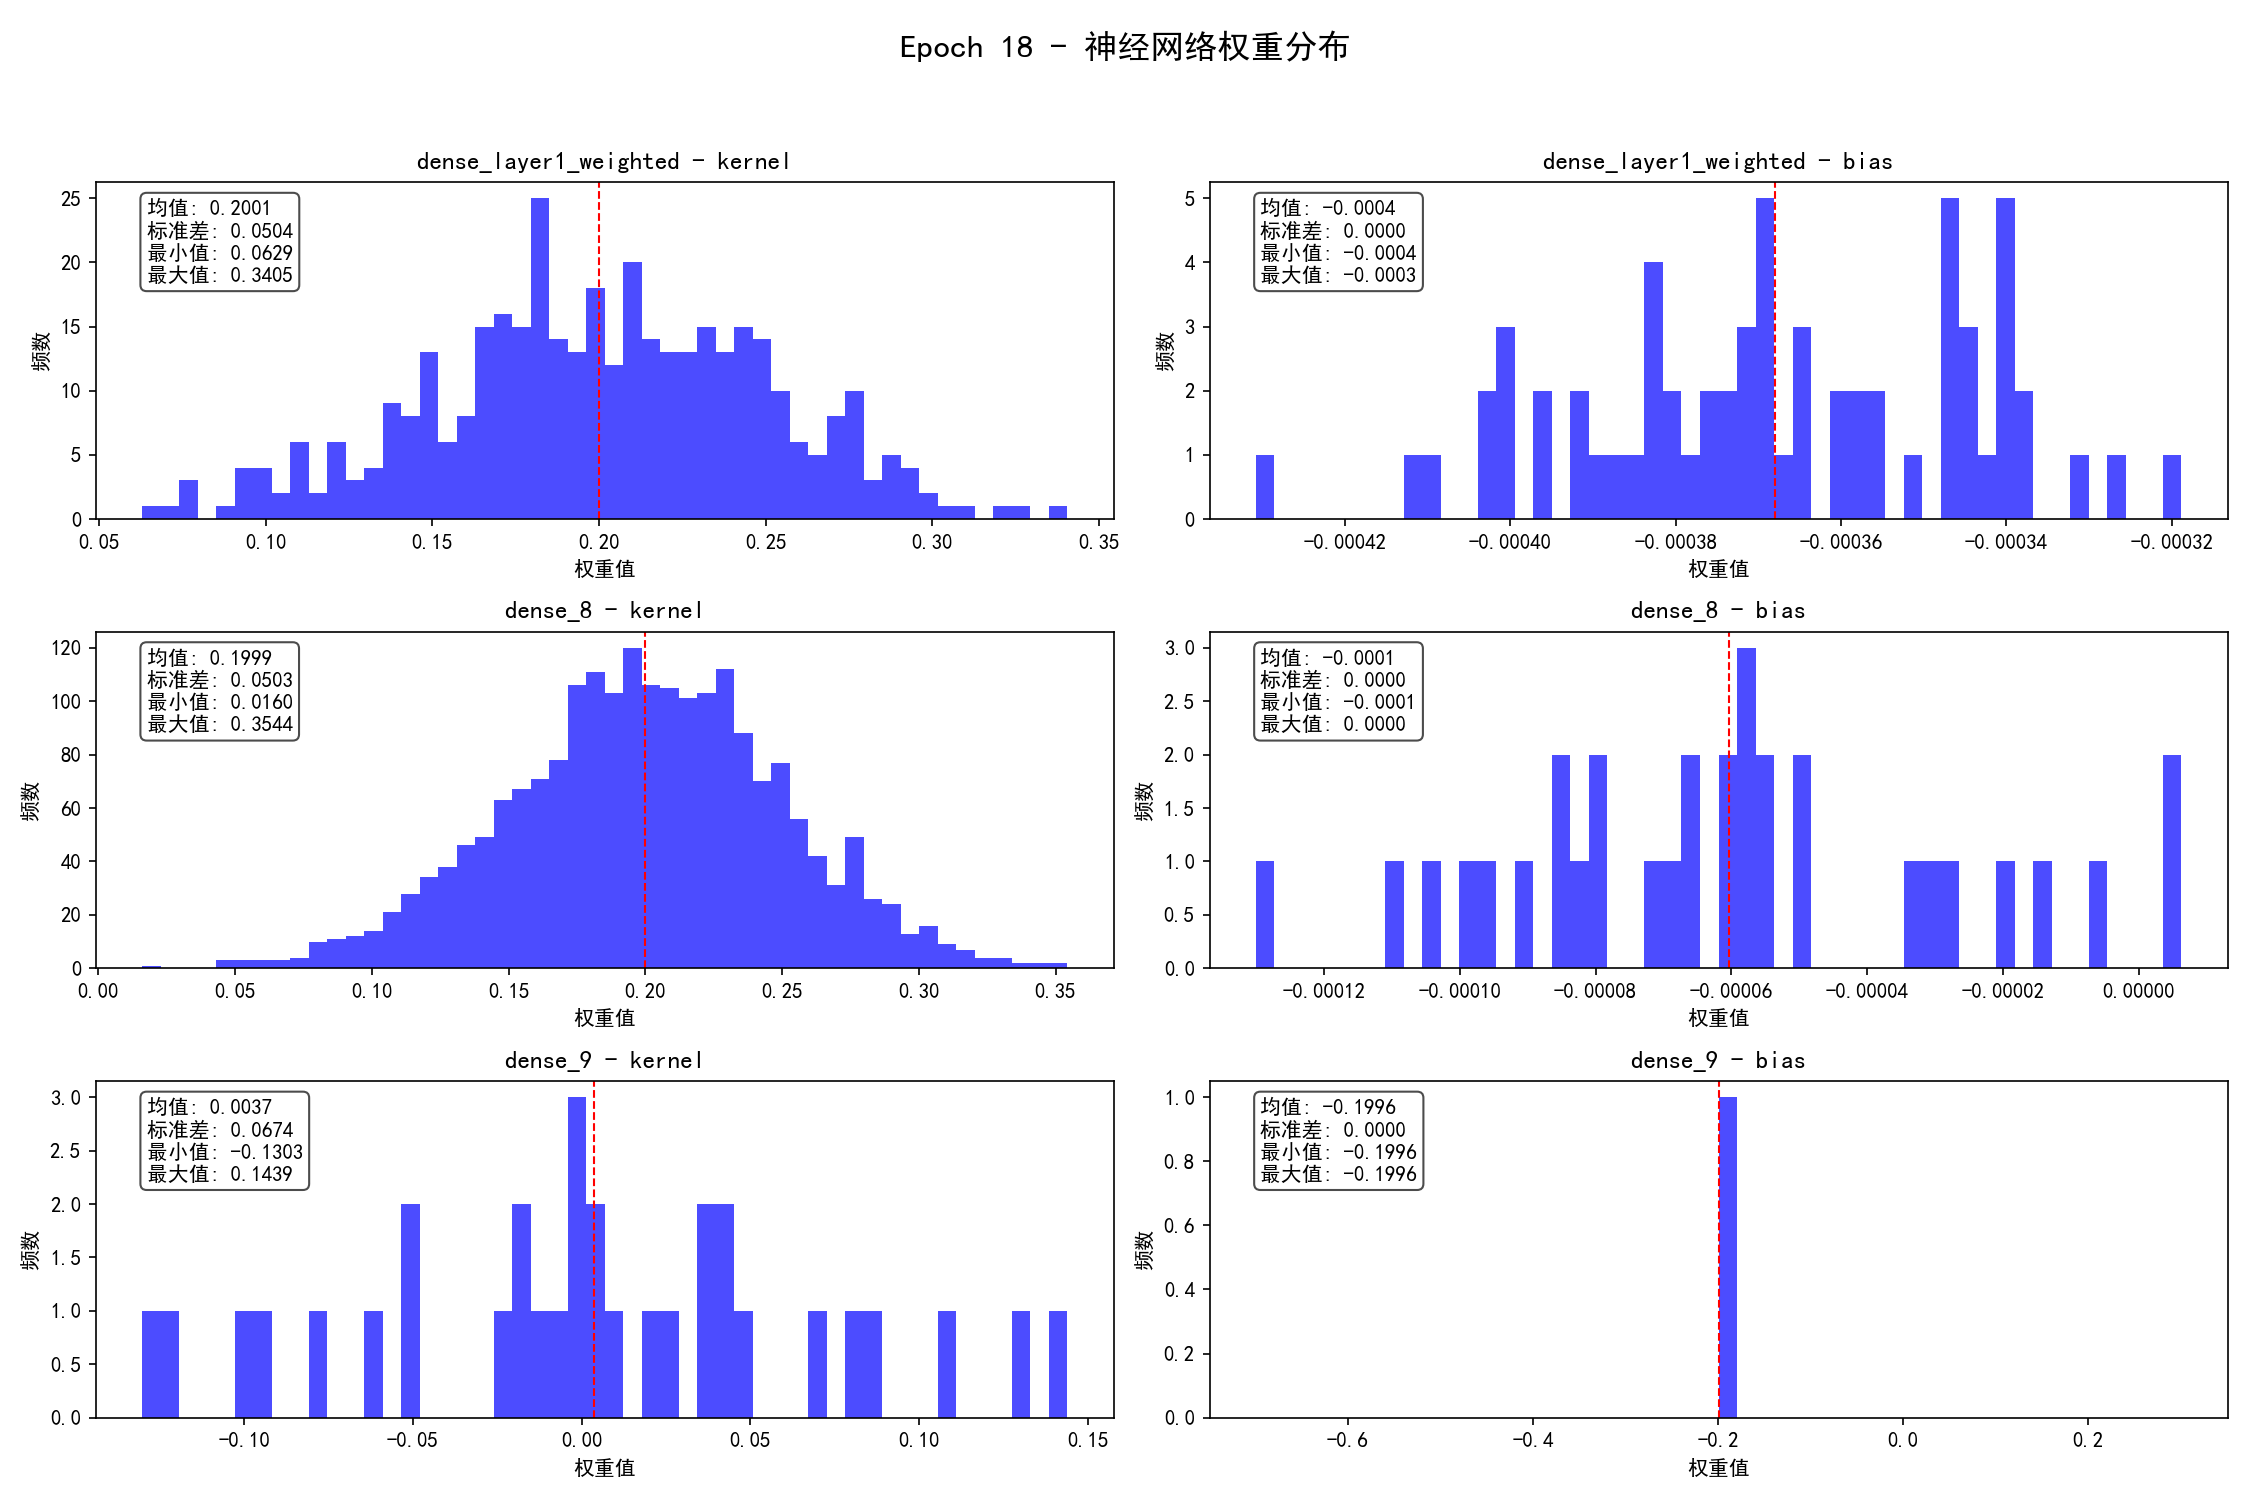 Epoch 18 - 神经网络权重分布
dense_layer1_weighted - kernel
均值: 0.2001
标准差: 0.0504
最小值: 0.0629
最大值: 0.3405
频数
25
20
15
10
5
0
0.05 0.10 0.15 0.20 0.25 0.30 0.35
权重值
dense_layer1_weighted - bias
均值: -0.0004
标准差: 0.0000
最小值: -0.0004
最大值: -0.0003
频数
5
4
3
2
1
0
-0.00042 -0.00040 -0.00038 -0.00036 -0.00034 -0.00032
权重值
dense_8 - kernel
均值: 0.1999
标准差: 0.0503
最小值: 0.0160
最大值: 0.3544
频数
120
100
80
60
40
20
0
0.00 0.05 0.10 0.15 0.20 0.25 0.30 0.35
权重值
dense_8 - bias
均值: -0.0001
标准差: 0.0000
最小值: -0.0001
最大值: 0.0000
频数
3.0
2.5
2.0
1.5
1.0
0.5
0.0
-0.00012 -0.00010 -0.00008 -0.00006 -0.00004 -0.00002 0.00000
权重值
dense_9 - kernel
均值: 0.0037
标准差: 0.0674
最小值: -0.1303
最大值: 0.1439
频数
3.0
2.5
2.0
1.5
1.0
0.5
0.0
-0.10 -0.05 0.00 0.05 0.10 0.15
权重值
dense_9 - bias
均值: -0.1996
标准差: 0.0000
最小值: -0.1996
最大值: -0.1996
频数
1.0
0.8
0.6
0.4
0.2
0.0
-0.6 -0.4 -0.2 0.0 0.2
权重值